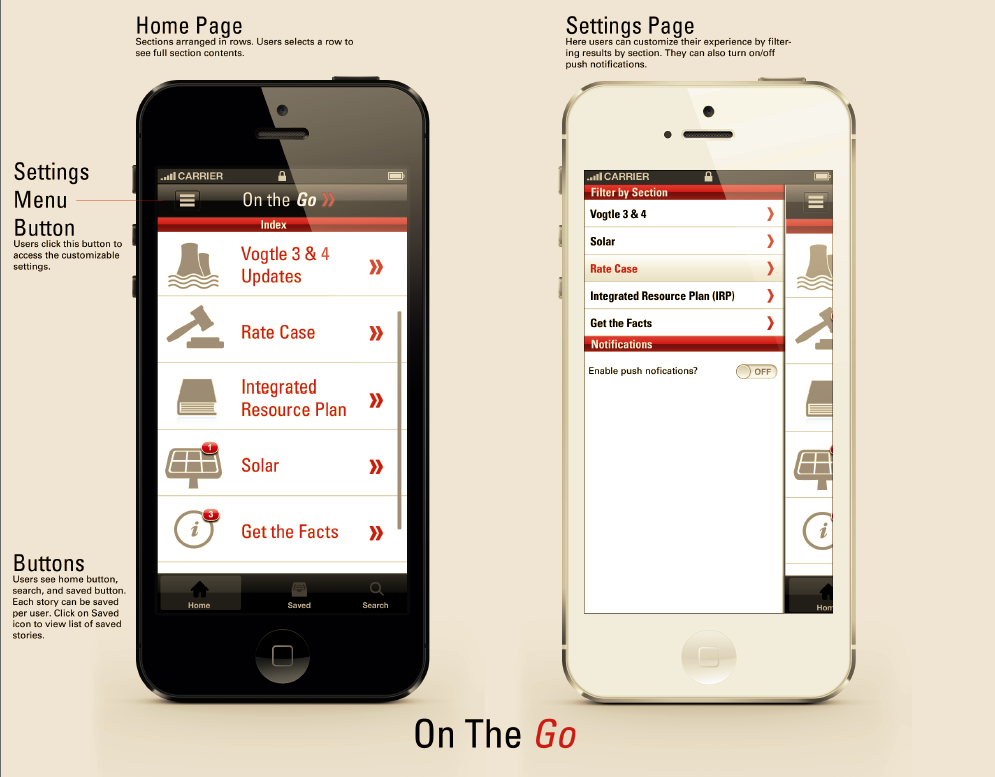 Home Page
Sections arranged in rows. Users selects a row to
see full section contents.
Settings Page
Here users can customize their experience by filter-
ing results by section. They can also turn on/off
push notifications.
Settings
Menu
Button
Users click this button to
access the customizable
settings.
CARRIER
On the Go
Index
Vogtle 3 & 4
Updates
Rate Case
Integrated
Resource Plan
1
Solar
3
i
Get the Facts
Home
Saved
Search
CARRIER
Filter by Section
Vogtle 3 & 4
Solar
Rate Case
Integrated Resource Plan (IRP)
Get the Facts
Notifications
Enable push nofications?
OFF
i
Hom
Buttons
Users see home button,
search, and saved button.
Each story can be saved
per user. Click on Saved
icon to view list of saved
stories.
On The Go